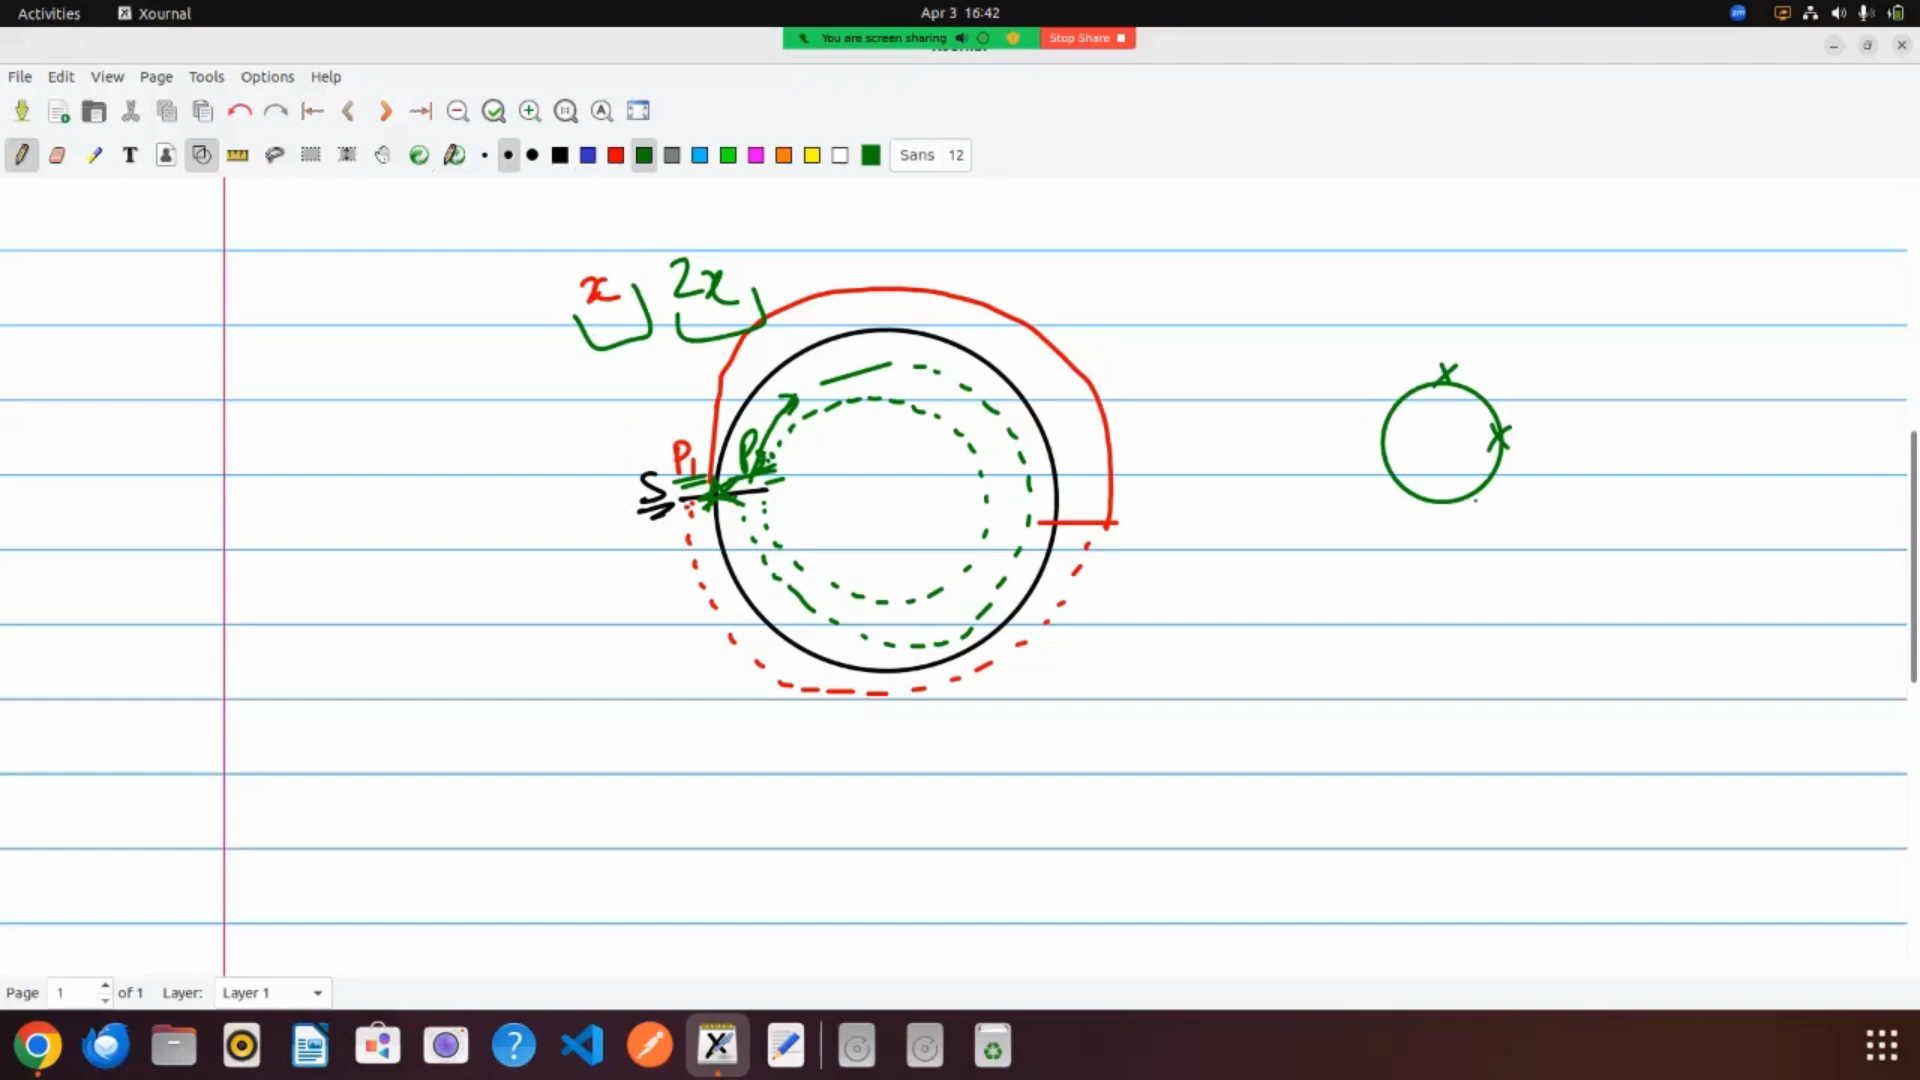 Activities Xournal Apr 3 16:42
You are screen sharing Stop Share
File Edit View Page Tools Options Help
Sans 12
x 2x
P1 P2
S
x
x
Page 1 of 1 Layer: Layer 1